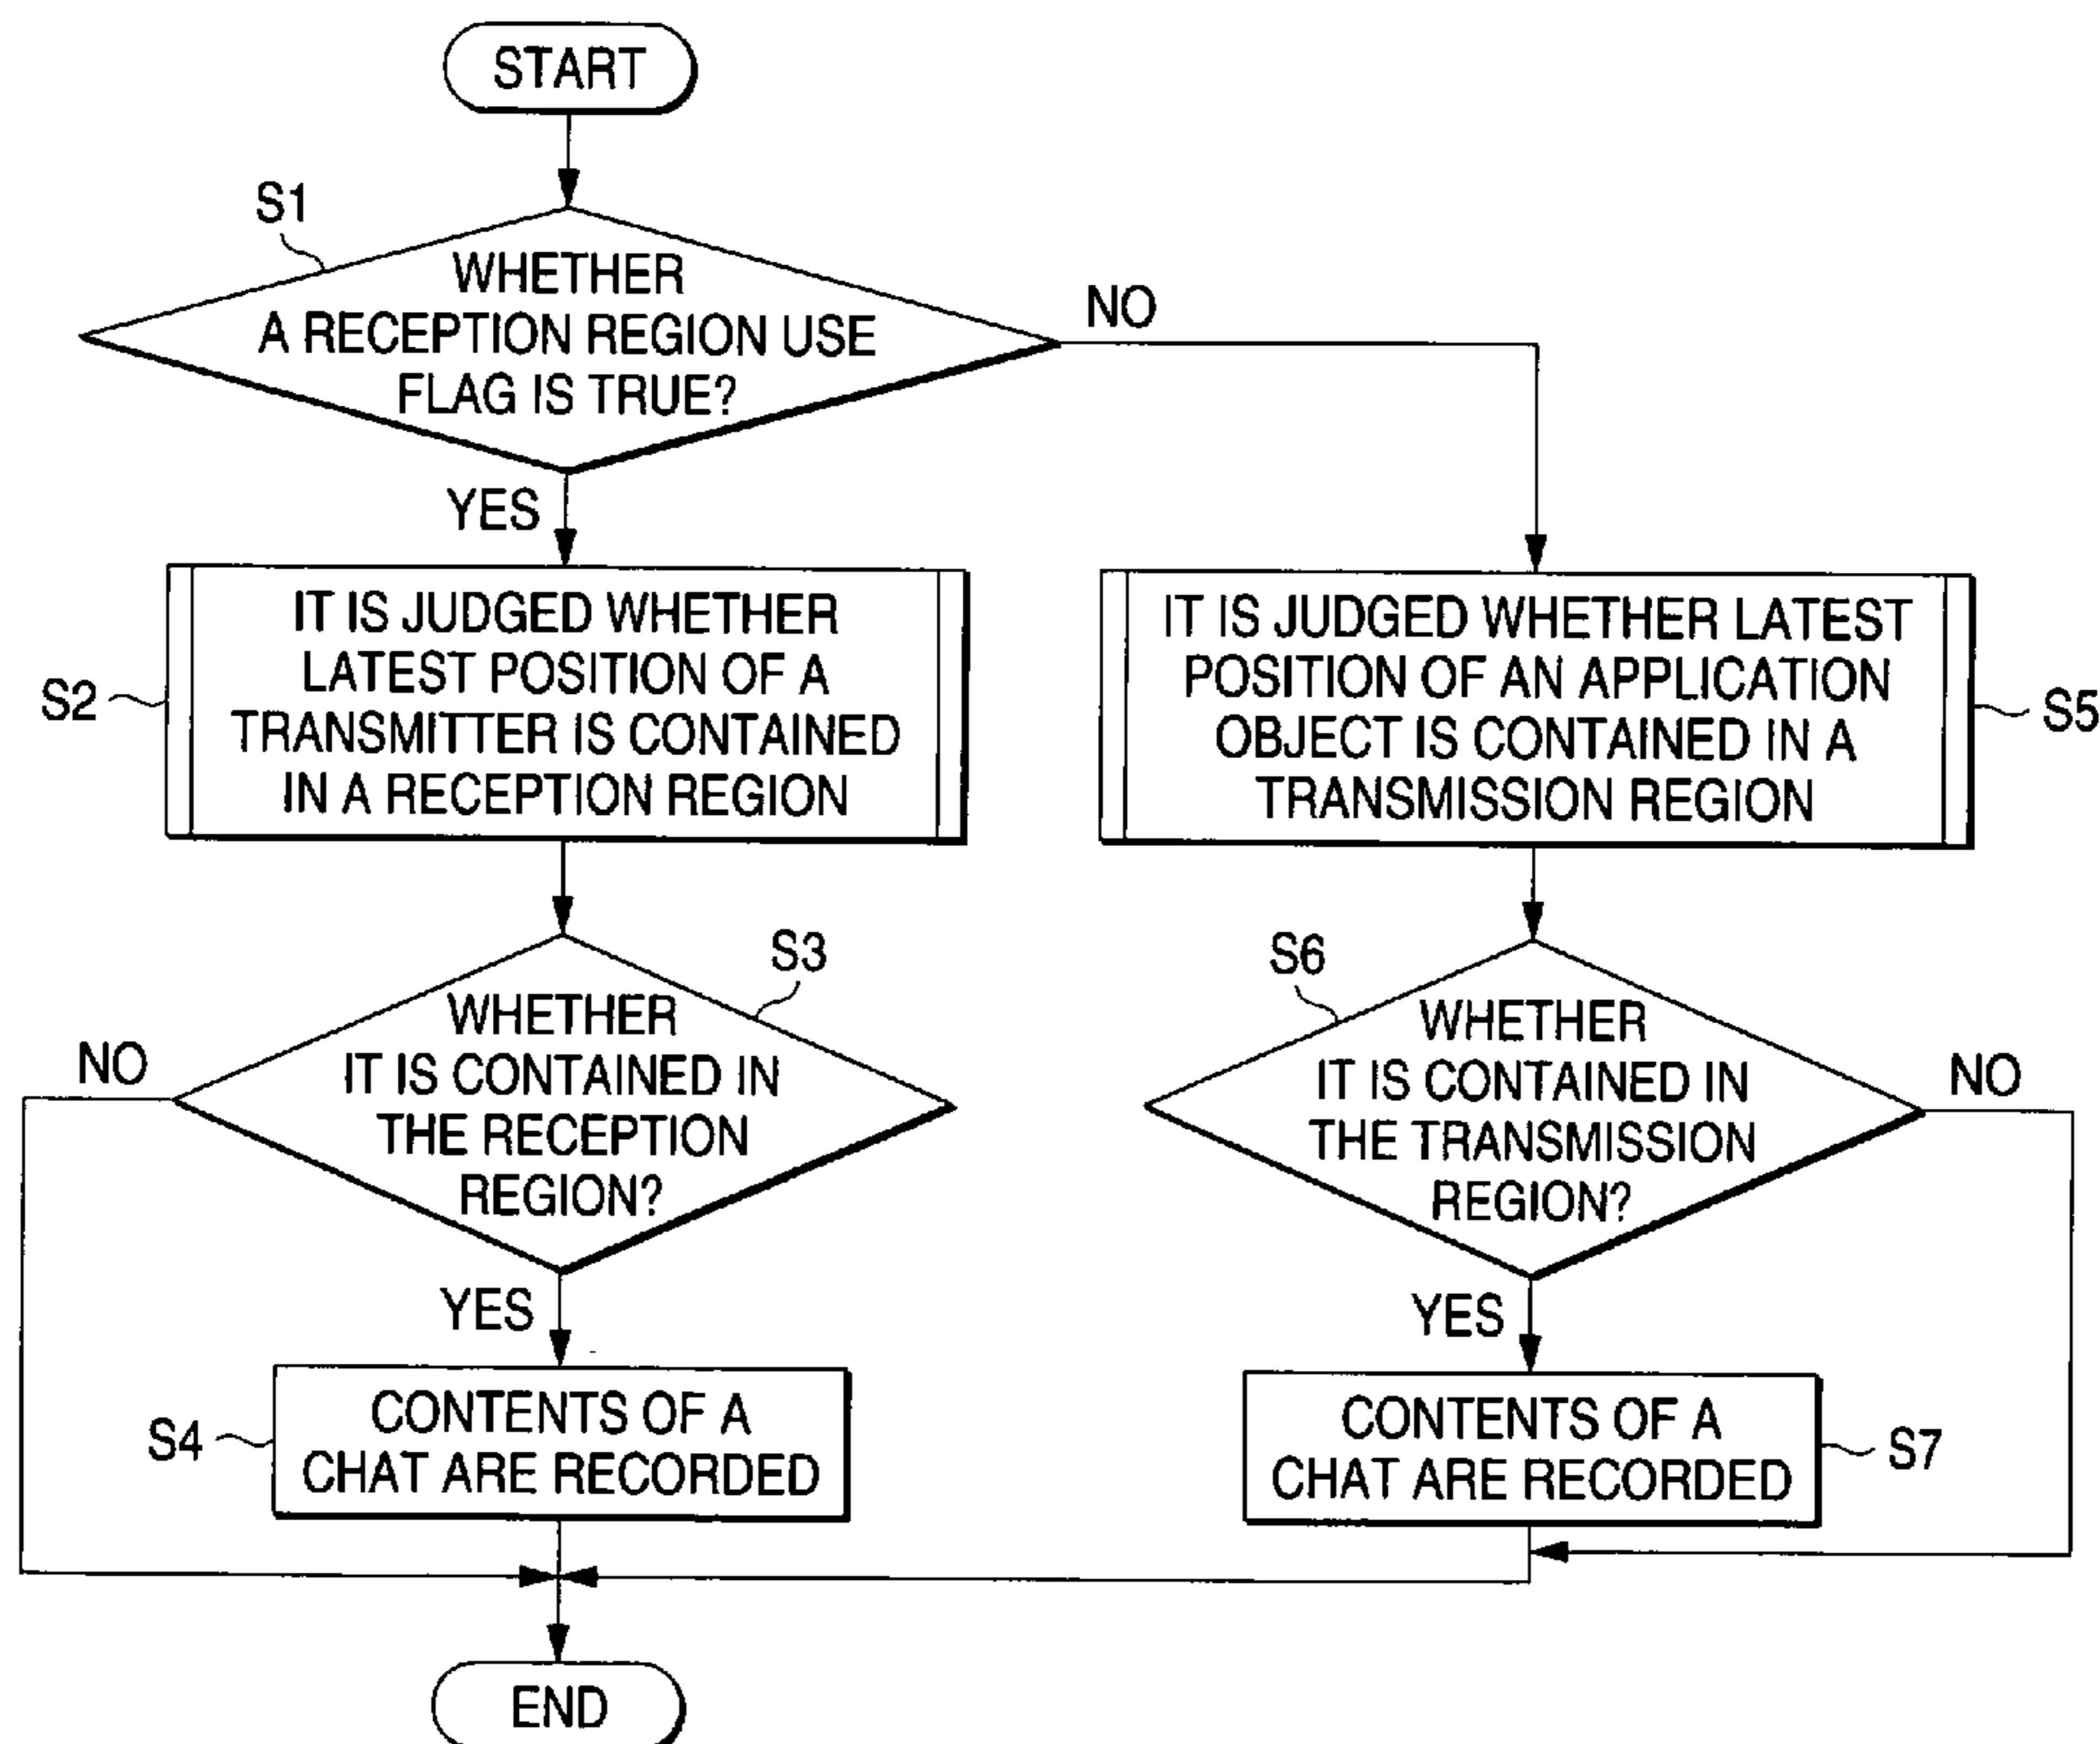 START
S1
WHETHER
A RECEPTION REGION USE
FLAG IS TRUE?
NO
YES
S2
IT IS JUDGED WHETHER
LATEST POSITION OF A
TRANSMITTER IS CONTAINED
IN A RECEPTION REGION
IT IS JUDGED WHETHER LATEST
POSITION OF AN APPLICATION
OBJECT IS CONTAINED IN A
TRANSMISSION REGION
S5
S3
WHETHER
IT IS CONTAINED IN
THE RECEPTION
REGION?
NO
YES
S6
WHETHER
IT IS CONTAINED IN
THE TRANSMISSION
REGION?
NO
YES
S4
CONTENTS OF A
CHAT ARE RECORDED
CONTENTS OF A
CHAT ARE RECORDED
S7
END